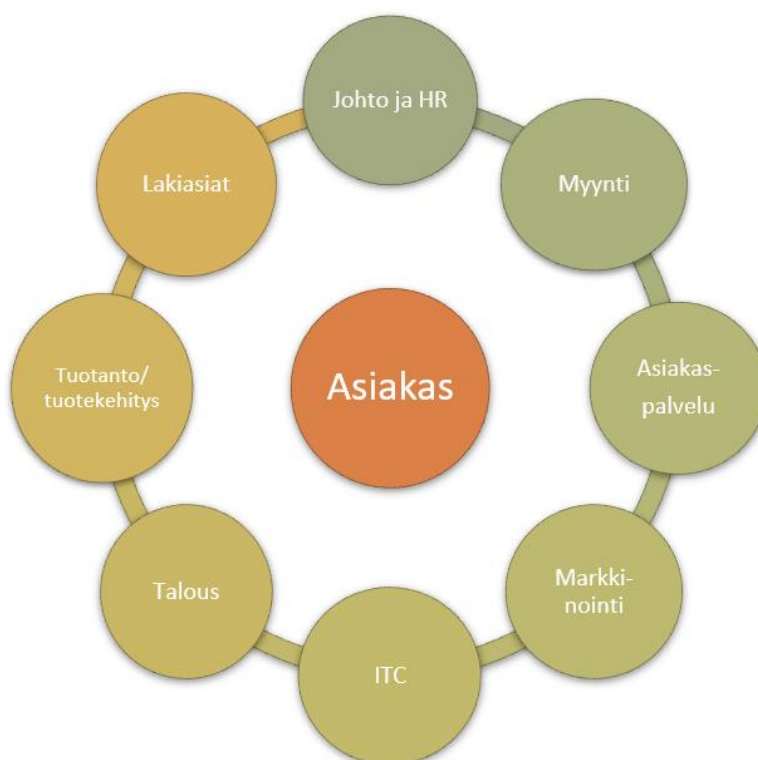 Johto ja HR
Myynti
Asiakas-
palvelu
Markki-
nointi
ITC
Talous
Tuotanto/
tuotekehitys
Lakiasiat
Asiakas